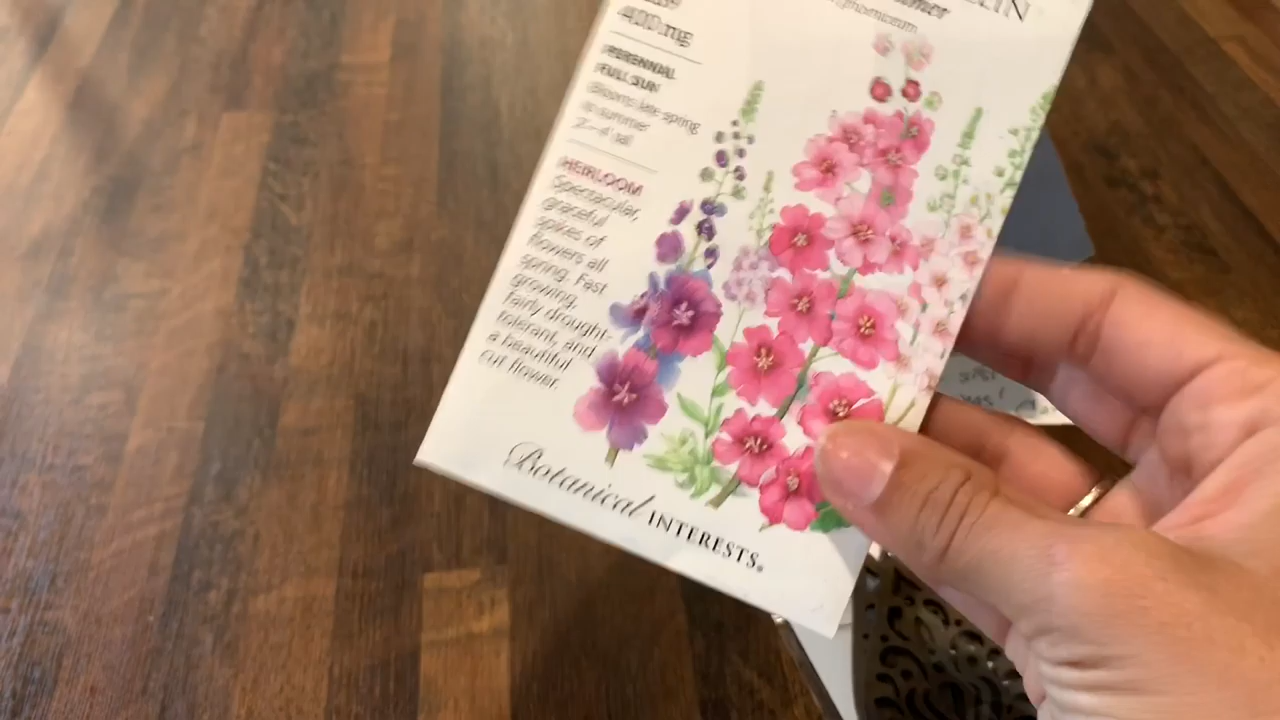 400mg
PERENNIAL
FULL SUN
Blooms late spring
to summer
2'–4' tall
HEIRLOOM
Spectacular,
graceful
spikes of
flowers all
spring. Fast
growing,
fairly drought-
tolerant, and
a beautiful
cut flower.
Botanical INTERESTS®